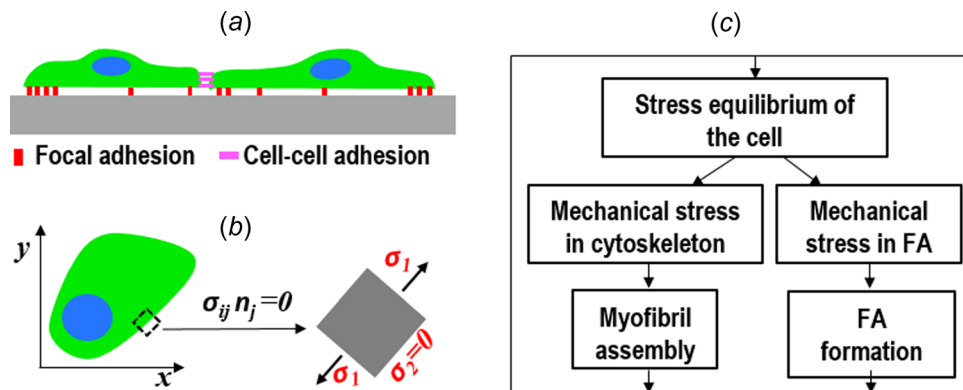 (a)
Focal adhesion
Cell-cell adhesion
(b)
y
x
σij nj=0
σ1
σ1
σ2=0
(c)
Stress equilibrium of
the cell
Mechanical stress
in cytoskeleton
Mechanical
stress in FA
Myofibril
assembly
FA
formation